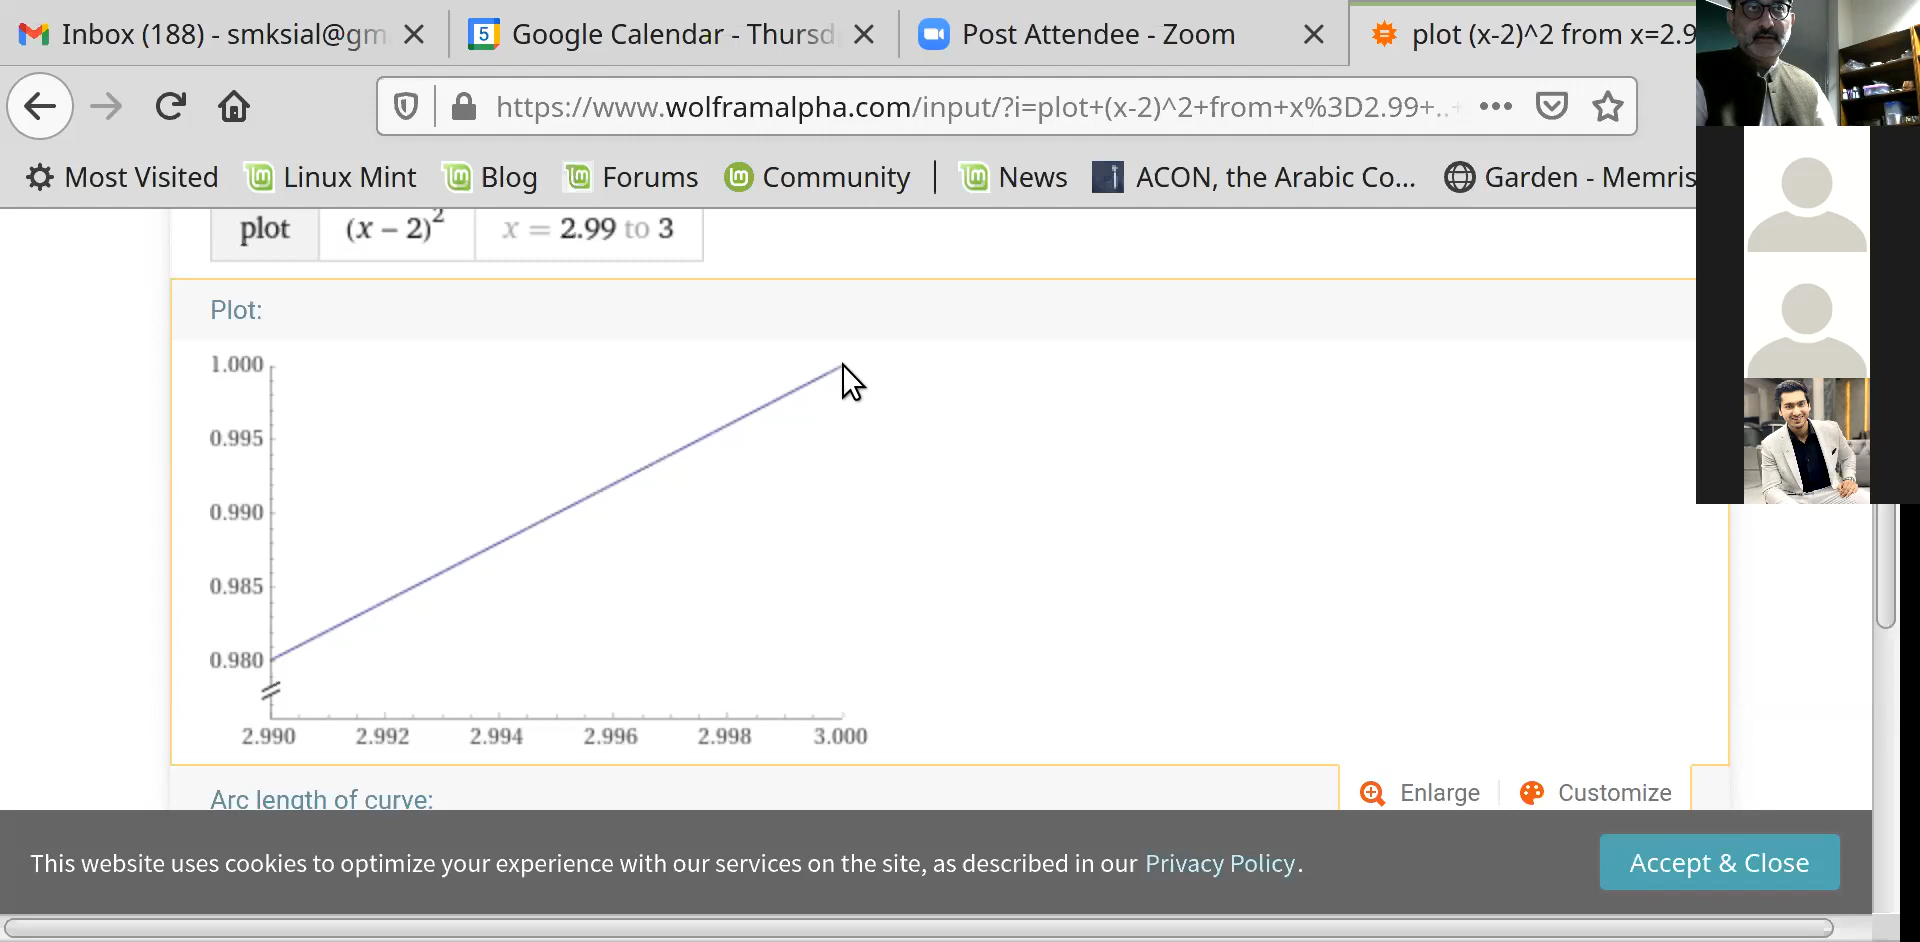 Inbox (188) - smksial@gm
Google Calendar - Thursd
Post Attendee - Zoom
plot (x-2)^2 from x=2.9
https://www.wolframalpha.com/input/?i=plot+(x-2)^2+from+x%3D2.99+..+
Most Visited
Linux Mint
Blog
Forums
Community
News
ACON, the Arabic Co...
Garden - Memris
plot (x − 2)² x = 2.99 to 3
Plot:
1.000
0.995
0.990
0.985
0.980
2.990 2.992 2.994 2.996 2.998 3.000
Arc length of curve:
Enlarge
Customize
This website uses cookies to optimize your experience with our services on the site, as described in our Privacy Policy.
Accept & Close